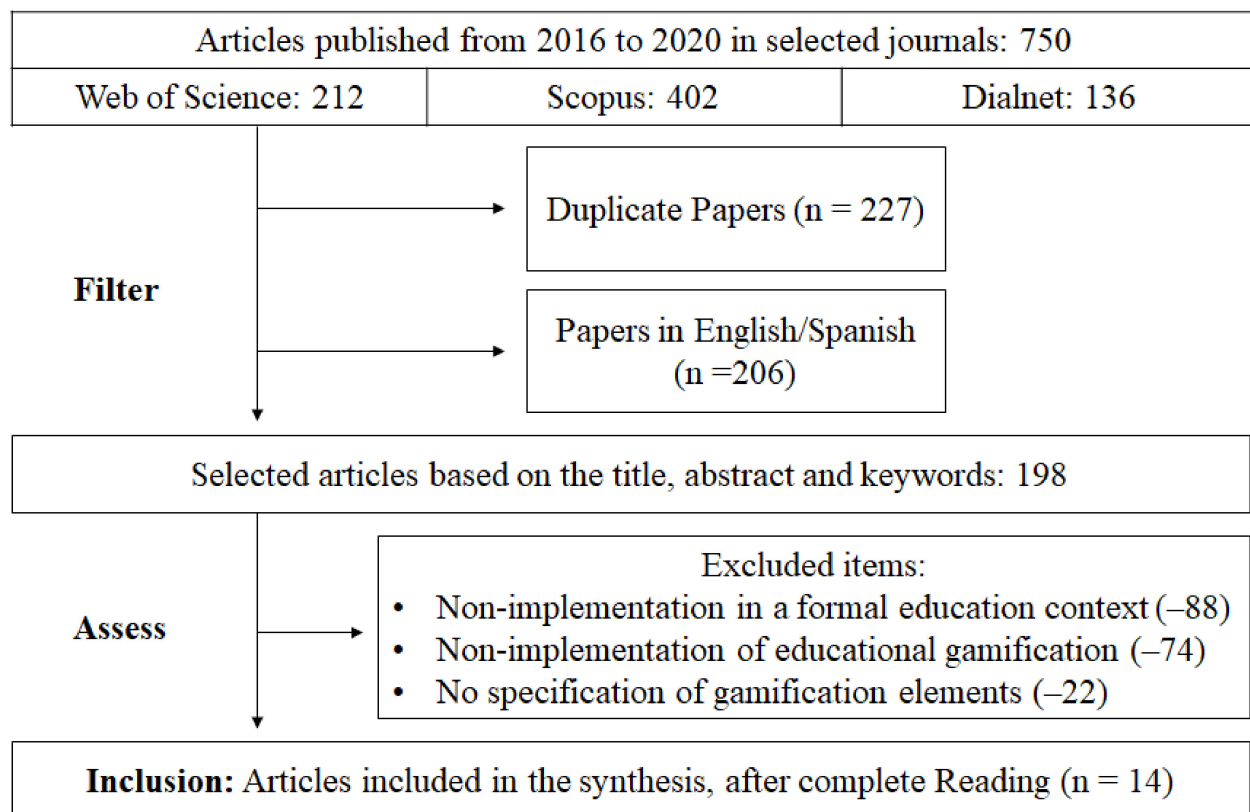 Articles published from 2016 to 2020 in selected journals: 750
Web of Science: 212
Scopus: 402
Dialnet: 136
Duplicate Papers (n = 227)
Filter
Papers in English/Spanish
(n =206)
Selected articles based on the title, abstract and keywords: 198
Excluded items:
• Non-implementation in a formal education context (–88)
Assess
• Non-implementation of educational gamification (–74)
• No specification of gamification elements (–22)
Inclusion: Articles included in the synthesis, after complete Reading (n = 14)